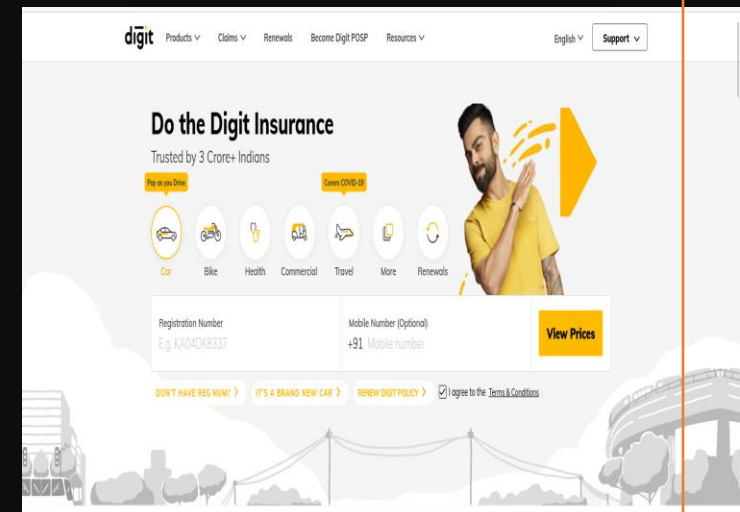 digit Products Claims Renewals Become Digit POSP Resources English Support
Do the Digit Insurance
Trusted by 3 Crore+ Indians
Pay as you Drive
Covers COVID-19
Car Bike Health Commercial Travel More Renewals
Registration Number
E.g. KA04DK8337
Mobile Number (Optional)
+91 Mobile number
View Prices
DON'T HAVE REG NUM? IT'S A BRAND NEW CAR RENEW DIGIT POLICY I agree to the Terms & Conditions